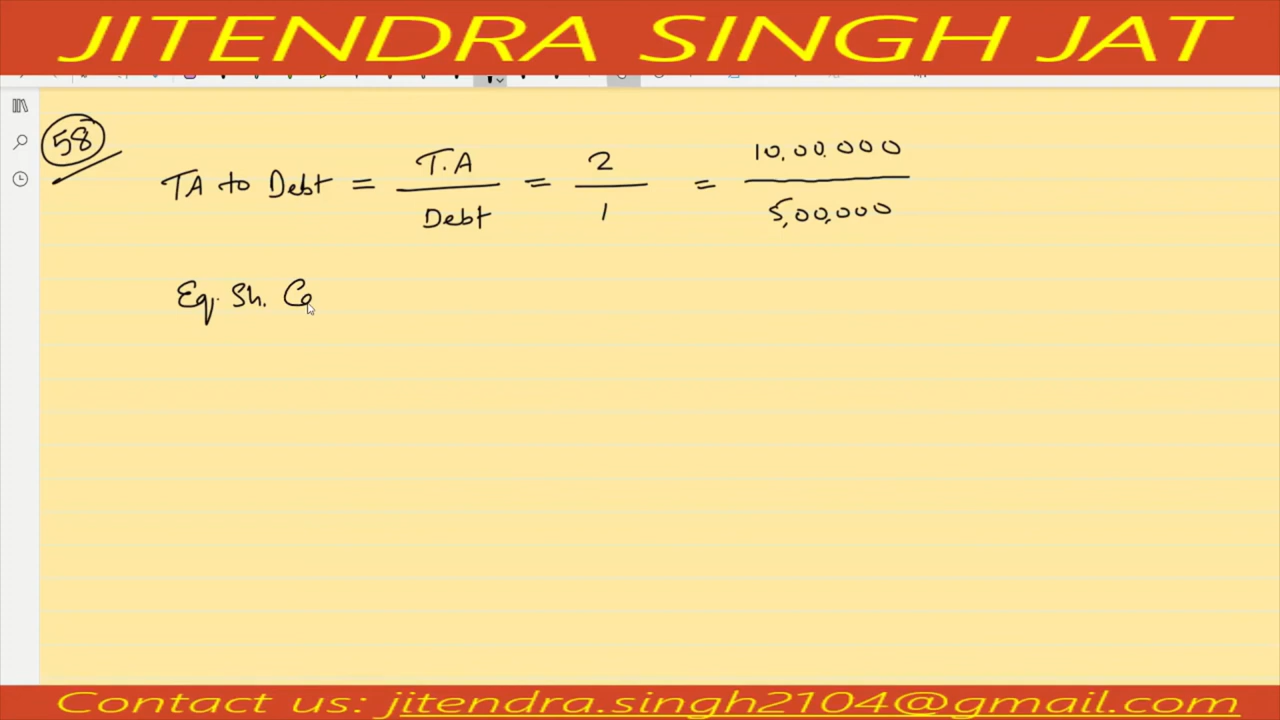 JITENDRA SINGH JAT
58
TA to Debt = T.A / Debt = 2 / 1 = 10,00,000 / 5,00,000
Eq. Sh. Ca
Contact us: jitendra.singh2104@gmail.com